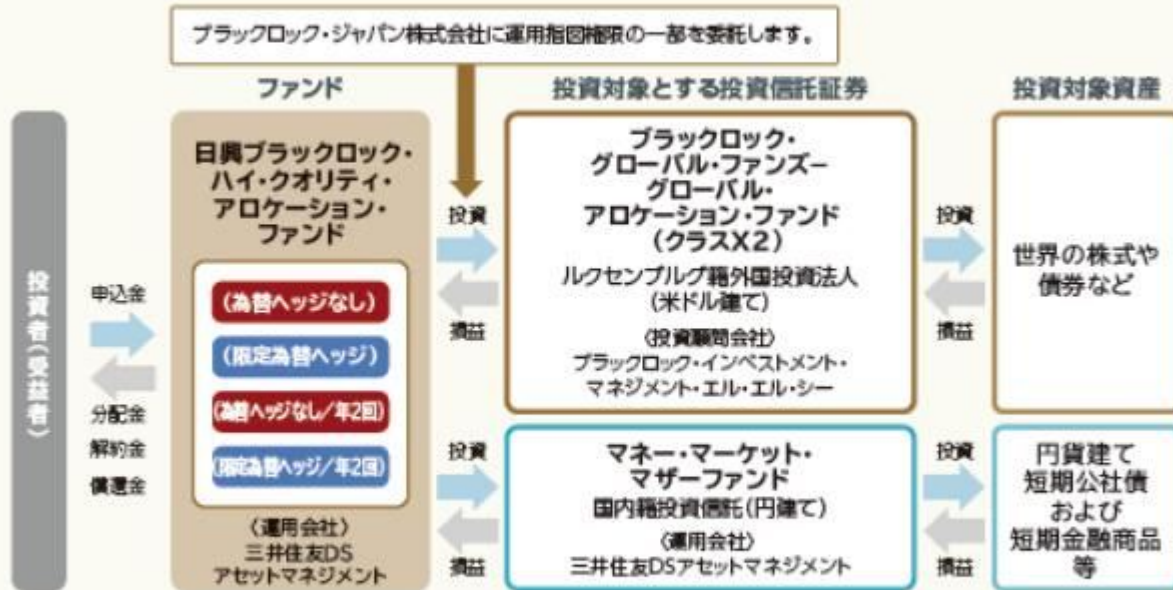 ブラックロック・ジャパン株式会社に運用指図権限の一部を委託します。
ファンド
投資対象とする投資信託証券
投資対象資産
投資者(受益者)
申込金
分配金
解約金
償還金
日興ブラックロック・
ハイ・クオリティ・
アロケーション・
ファンド
(為替ヘッジなし)
(限定為替ヘッジ)
(為替ヘッジなし/年2回)
(限定為替ヘッジ/年2回)
〈運用会社〉
三井住友DS
アセットマネジメント
投資
損益
ブラックロック・
グローバル・ファンズー
グローバル・
アロケーション・ファンド
(クラスX2)
ルクセンブルグ籍外国投資法人
(米ドル建て)
〈投資顧問会社〉
ブラックロック・インベストメント・
マネジメント・エル・エル・シー
投資
損益
世界の株式や
債券など
投資
損益
マネー・マーケット・
マザーファンド
国内籍投資信託(円建て)
〈運用会社〉
三井住友DSアセットマネジメント
投資
損益
円貨建て
短期公社債
および
短期金融商品
等